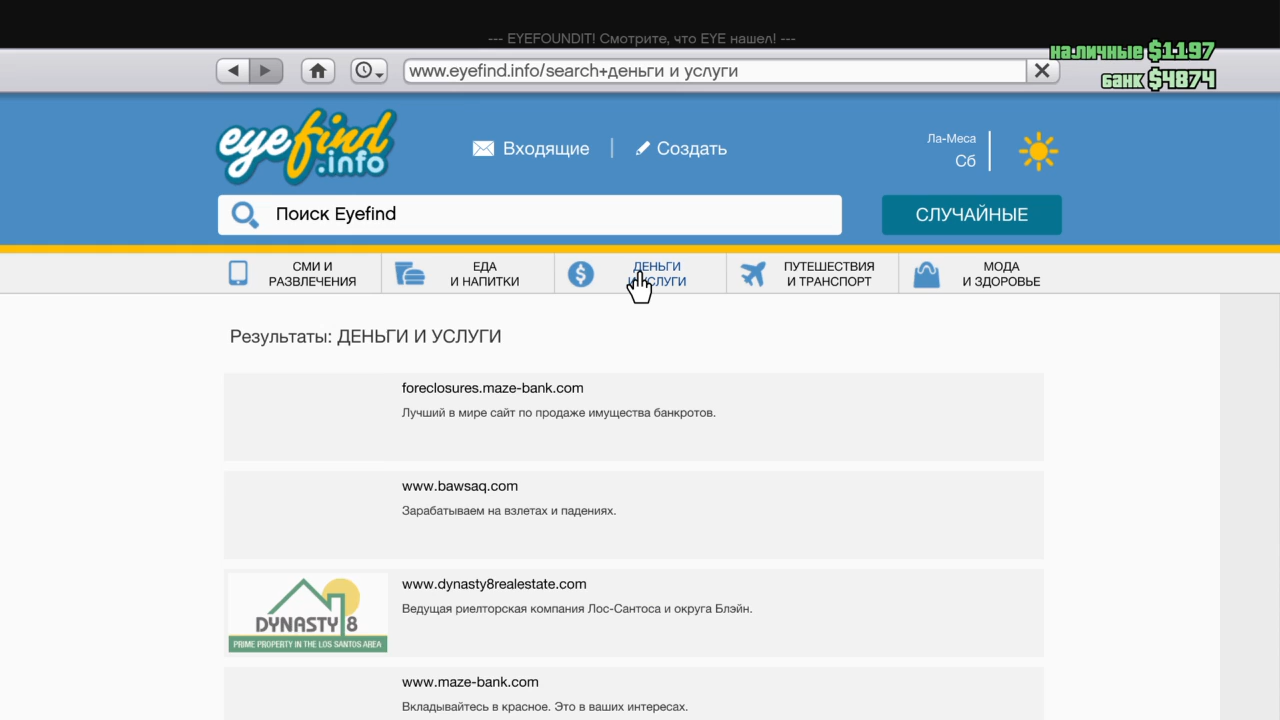 --- EYEFOUNDIT! Смотрите, что EYE нашел! ---
наличные $1197
www.eyefind.info/search+деньги и услуги
банк $4874
eyefind
.info
Входящие | Создать
Ла-Меса
Сб
Поиск Eyefind
СЛУЧАЙНЫЕ
СМИ И
РАЗВЛЕЧЕНИЯ
ЕДА
И НАПИТКИ
ДЕНЬГИ
И УСЛУГИ
ПУТЕШЕСТВИЯ
И ТРАНСПОРТ
МОДА
И ЗДОРОВЬЕ
Результаты: ДЕНЬГИ И УСЛУГИ
foreclosures.maze-bank.com
Лучший в мире сайт по продаже имущества банкротов.
www.bawsaq.com
Зарабатываем на взлетах и падениях.
DYNASTY 8
PRIME PROPERTY IN THE LOS SANTOS AREA
www.dynasty8realestate.com
Ведущая риелторская компания Лос-Сантоса и округа Блэйн.
www.maze-bank.com
Вкладывайтесь в красное. Это в ваших интересах.